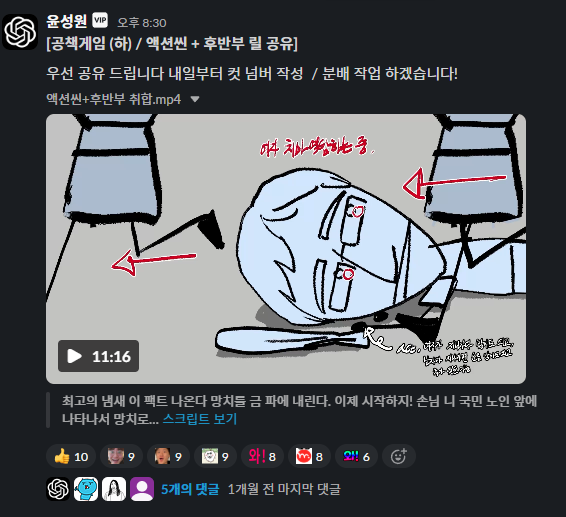 윤성원 VIP 오후 8:30
[공책게임 (하) / 액션씬 + 후반부 릴 공유]
우선 공유 드립니다 내일부터 컷 넘버 작성 / 분배 작업 하겠습니다!
액션씬+후반부 취합.mp4
여자 치마 염탐하는 중.
11:16
최고의 냄새 이 팩트 나온다 망치를 금 파에 내린다. 이제 시작하지! 손님 니 국민 노인 앞에
나타나서 망치로... 스크립트 보기
10 9 9 9 와! 8 8 6
5개의 댓글 1개월 전 마지막 댓글